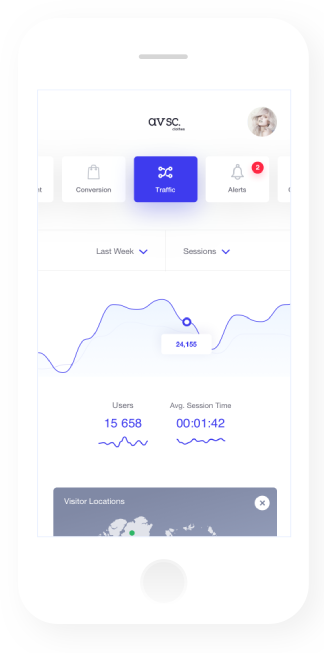 avsc.
clothes
t
Conversion
Traffic
Alerts
2
Last Week
Sessions
24,155
Users
Avg. Session Time
15 658
00:01:42
Visitor Locations